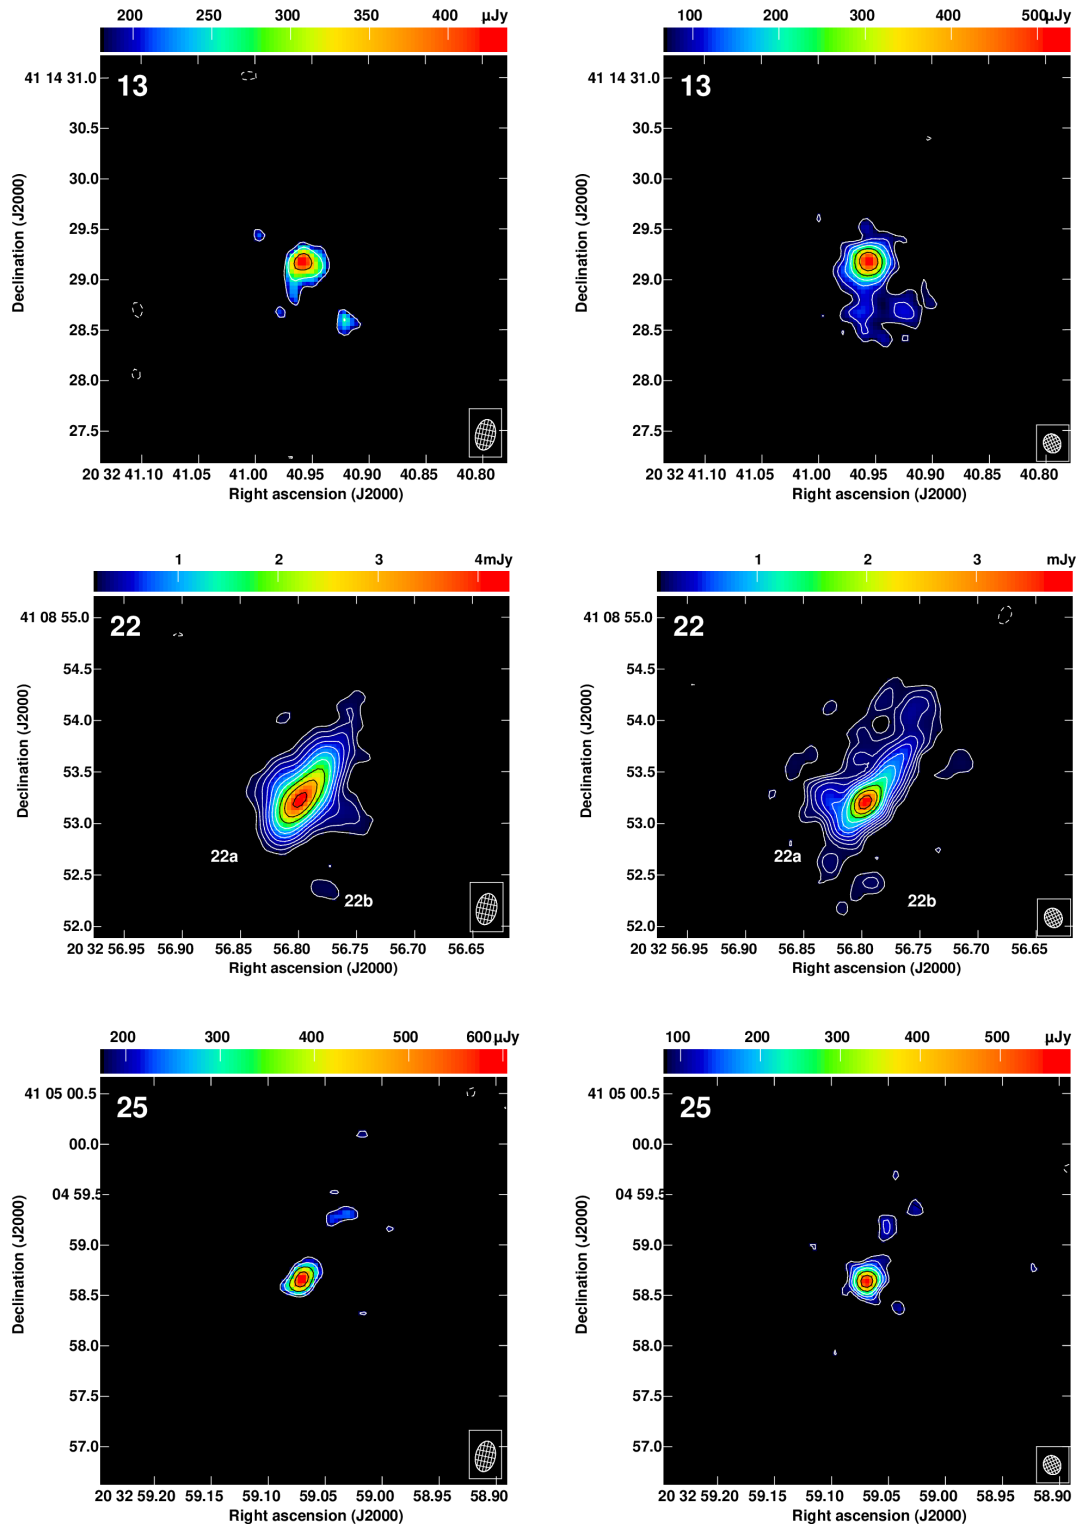 200 250 300 350 400 μJy
13
41 14 31.0
30.5
30.0
29.5
29.0
28.5
28.0
27.5
Declination (J2000)
20 32 41.10 41.05 41.00 40.95 40.90 40.85 40.80
Right ascension (J2000)
100 200 300 400 500 μJy
13
41 14 31.0
30.5
30.0
29.5
29.0
28.5
28.0
27.5
Declination (J2000)
20 32 41.10 41.05 41.00 40.95 40.90 40.85 40.80
Right ascension (J2000)
1 2 3 4mJy
22
41 08 55.0
54.5
54.0
53.5
53.0
52.5
52.0
Declination (J2000)
22a
22b
20 32 56.95 56.90 56.85 56.80 56.75 56.70 56.65
Right ascension (J2000)
1 2 3 mJy
22
41 08 55.0
54.5
54.0
53.5
53.0
52.5
52.0
Declination (J2000)
22a
22b
20 32 56.95 56.90 56.85 56.80 56.75 56.70 56.65
Right ascension (J2000)
200 300 400 500 600 μJy
25
41 05 00.5
00.0
04 59.5
59.0
58.5
58.0
57.5
57.0
Declination (J2000)
20 32 59.20 59.15 59.10 59.05 59.00 58.95 58.90
Right ascension (J2000)
100 200 300 400 500 μJy
25
41 05 00.5
00.0
04 59.5
59.0
58.5
58.0
57.5
57.0
Declination (J2000)
20 32 59.20 59.15 59.10 59.05 59.00 58.95 58.90
Right ascension (J2000)